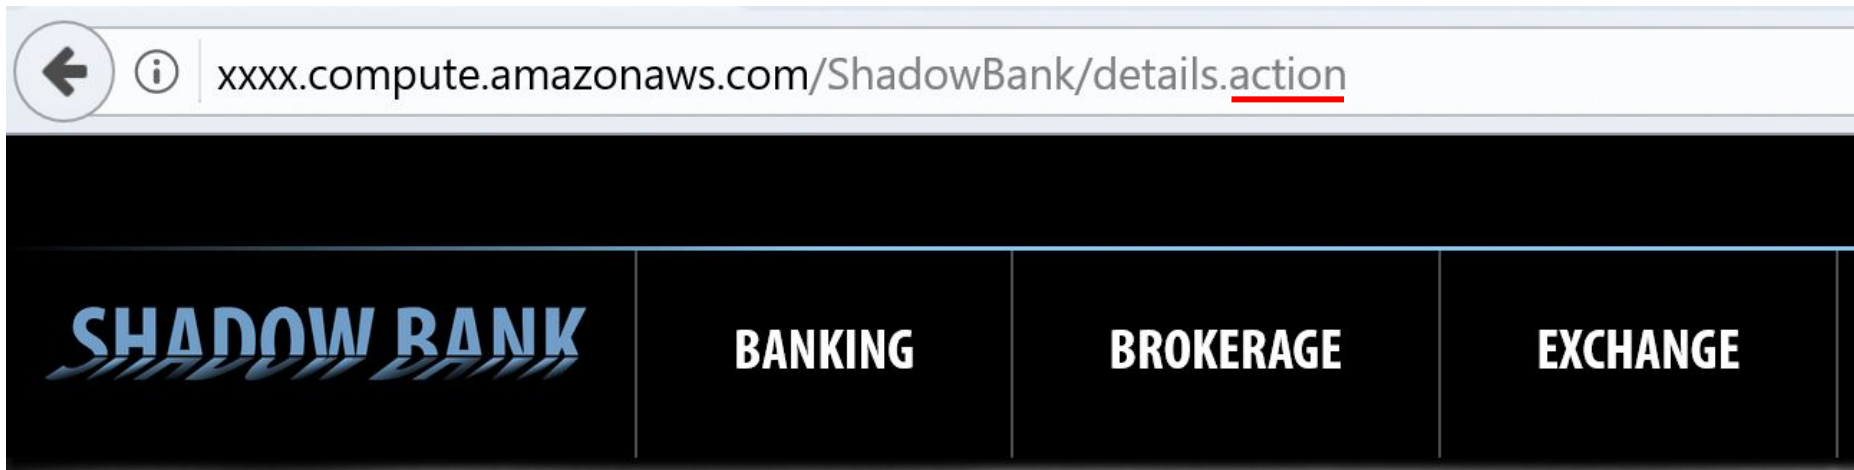 xxxx.compute.amazonaws.com/ShadowBank/details.action
SHADOW BANK
BANKING
BROKERAGE
EXCHANGE